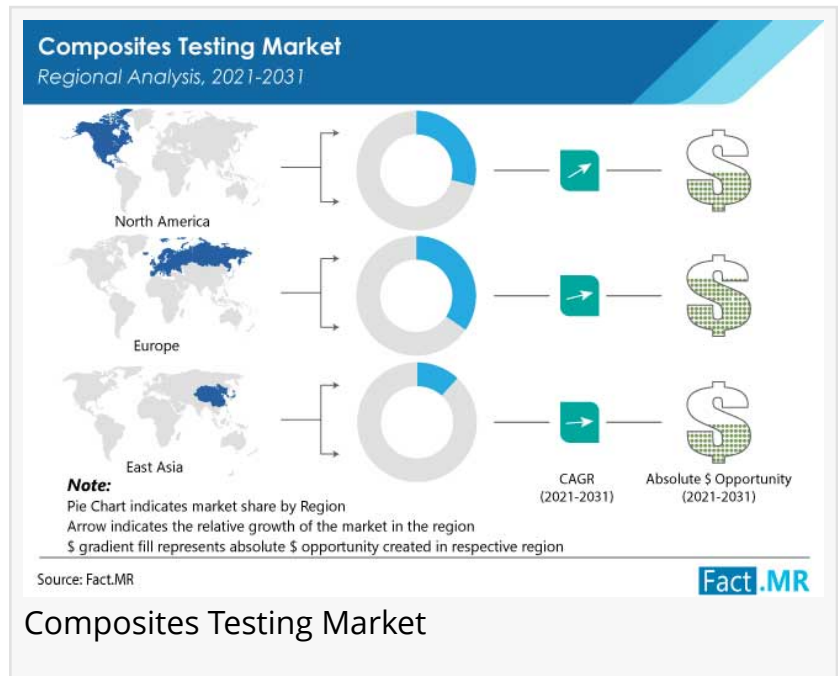 Composites Testing Market
Regional Analysis, 2021-2031
North America
Europe
East Asia
CAGR
(2021-2031)
Absolute $ Opportunity
(2021-2031)
Note:
Pie Chart indicates market share by Region
Arrow indicates the relative growth of the market in the region
$ gradient fill represents absolute $ opportunity created in respective region
Source: Fact.MR
Fact.MR
Composites Testing Market